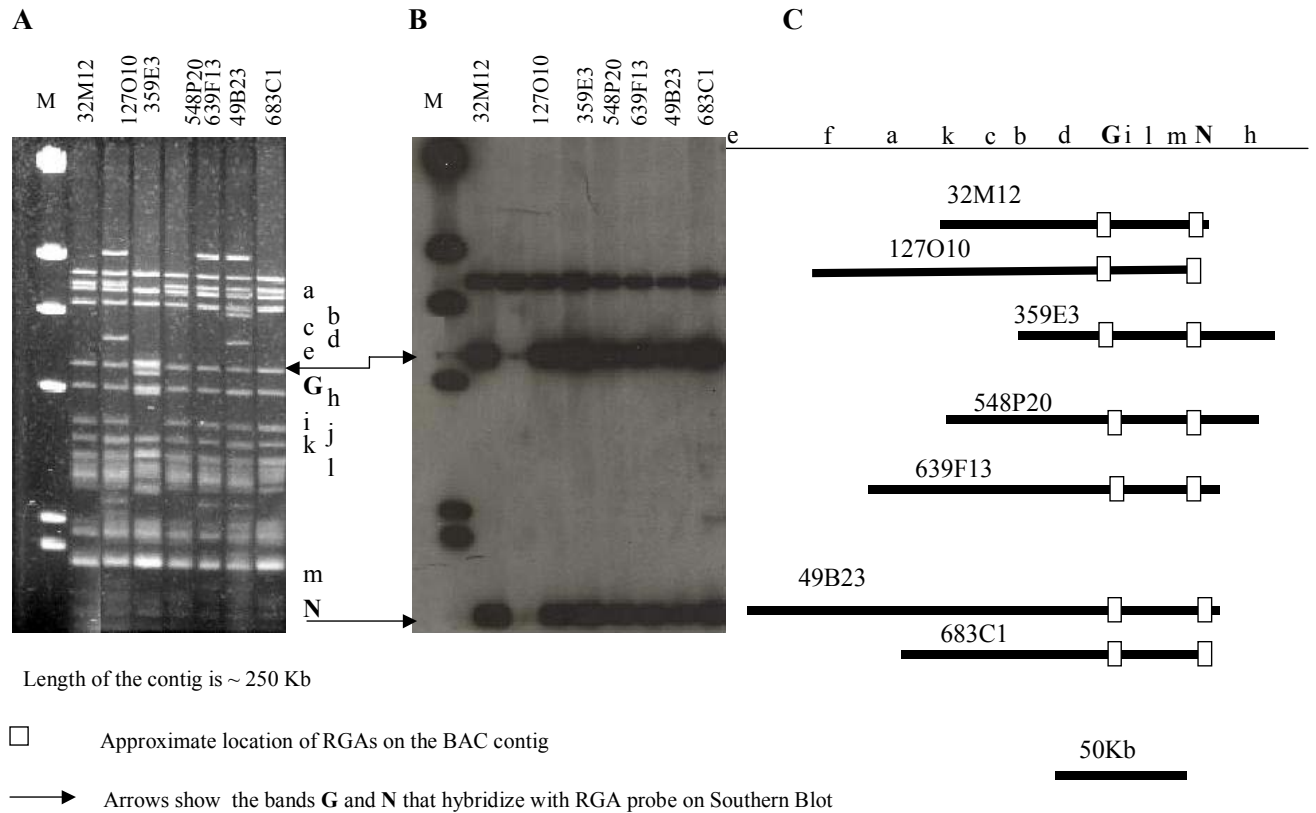 A
B
C
M
32M12
127O10
359E3
548P20
639F13
49B23
683C1
M
32M12
127O10
359E3
548P20
639F13
49B23
683C1
e f a k c b d G i l m N h
a
b
c
d
e
G
h
i
j
k
l
m
N
32M12
127O10
359E3
548P20
639F13
49B23
683C1
Length of the contig is ~ 250 Kb
Approximate location of RGAs on the BAC contig
50Kb
Arrows show the bands G and N that hybridize with RGA probe on Southern Blot